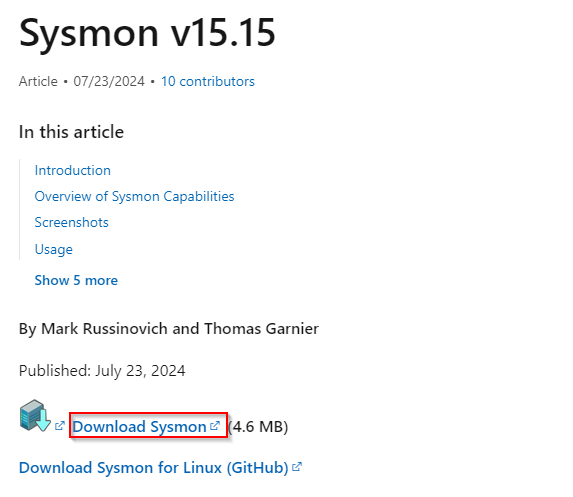 Sysmon v15.15
Article • 07/23/2024 • 10 contributors
In this article
Introduction
Overview of Sysmon Capabilities
Screenshots
Usage
Show 5 more
By Mark Russinovich and Thomas Garnier
Published: July 23, 2024
Download Sysmon (4.6 MB)
Download Sysmon for Linux (GitHub)